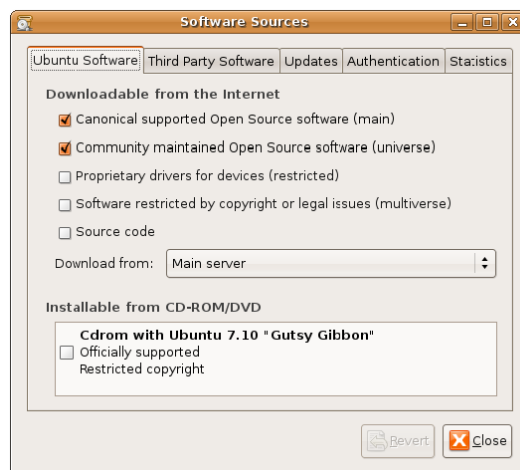 Software Sources
Ubuntu Software Third Party Software Updates Authentication Statistics
Downloadable from the Internet
Canonical supported Open Source software (main)
Community maintained Open Source software (universe)
Proprietary drivers for devices (restricted)
Software restricted by copyright or legal issues (multiverse)
Source code
Download from: Main server
Installable from CD-ROM/DVD
Cdrom with Ubuntu 7.10 "Gutsy Gibbon"
Officially supported
Restricted copyright
Revert Close